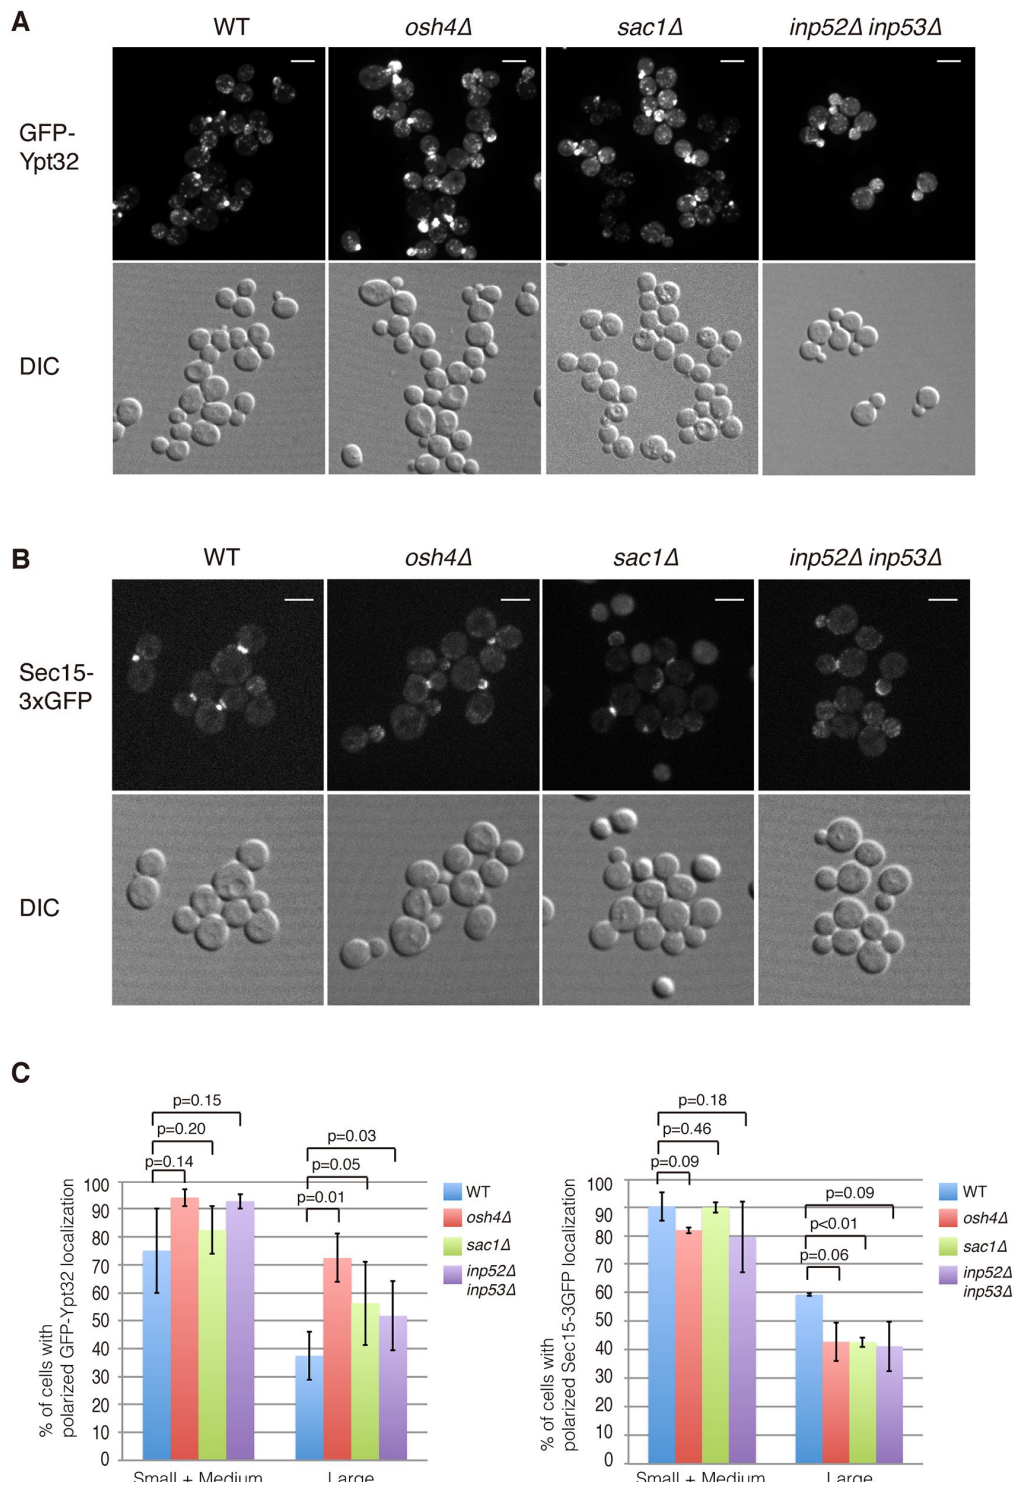 A
WT
osh4Δ
sac1Δ
inp52Δ inp53Δ
GFP-
Ypt32
DIC
B
WT
osh4Δ
sac1Δ
inp52Δ inp53Δ
Sec15-
3xGFP
DIC
C
p=0.15
p=0.20
p=0.14
p=0.03
p=0.05
p=0.01
% of cells with
polarized GFP-Ypt32 localization
100
90
80
70
60
50
40
30
20
10
0
Small + Medium
Large
WT
osh4Δ
sac1Δ
inp52Δ
inp53Δ
p=0.18
p=0.46
p=0.09
p=0.09
p<0.01
p=0.06
% of cells with
polarized Sec15-3GFP localization
100
90
80
70
60
50
40
30
20
10
0
Small + Medium
Large
WT
osh4Δ
sac1Δ
inp52Δ
inp53Δ